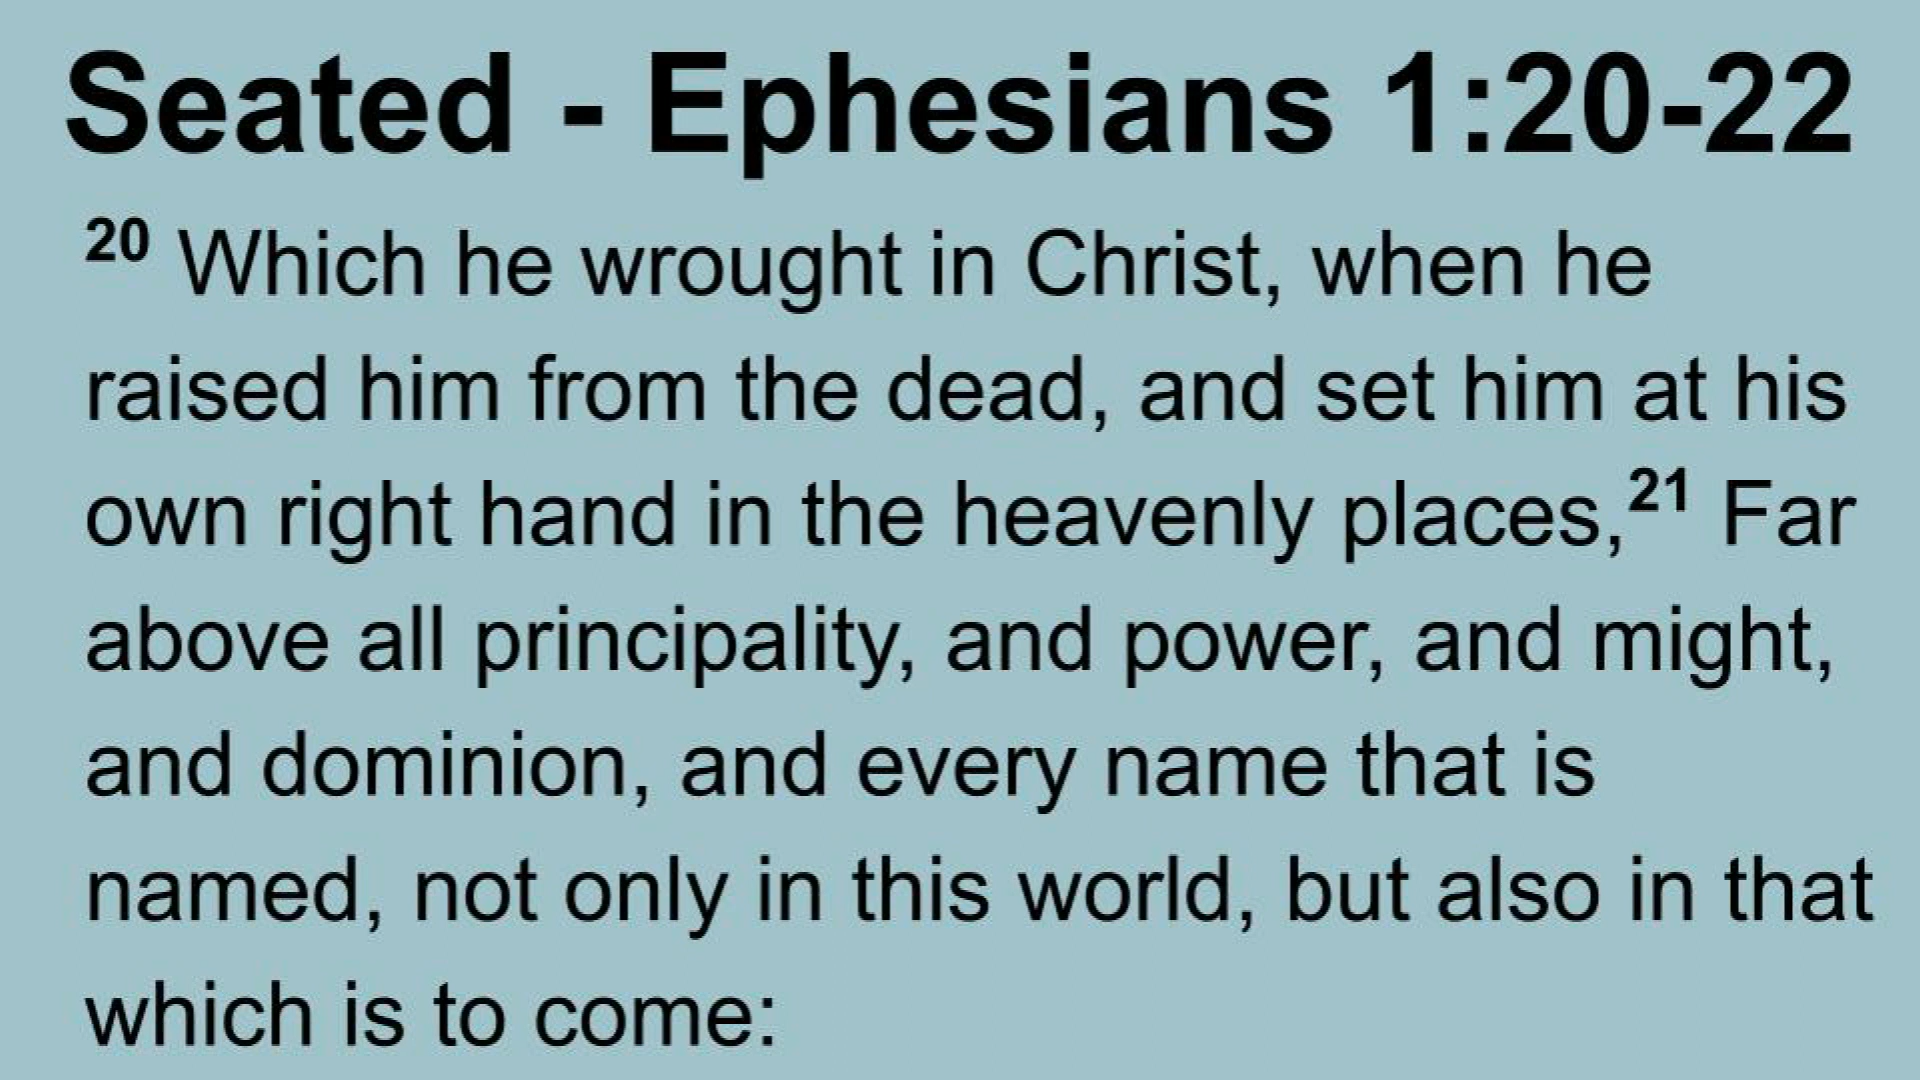 Seated - Ephesians 1:20-22
20 Which he wrought in Christ, when he
raised him from the dead, and set him at his
own right hand in the heavenly places,21 Far
above all principality, and power, and might,
and dominion, and every name that is
named, not only in this world, but also in that
which is to come: